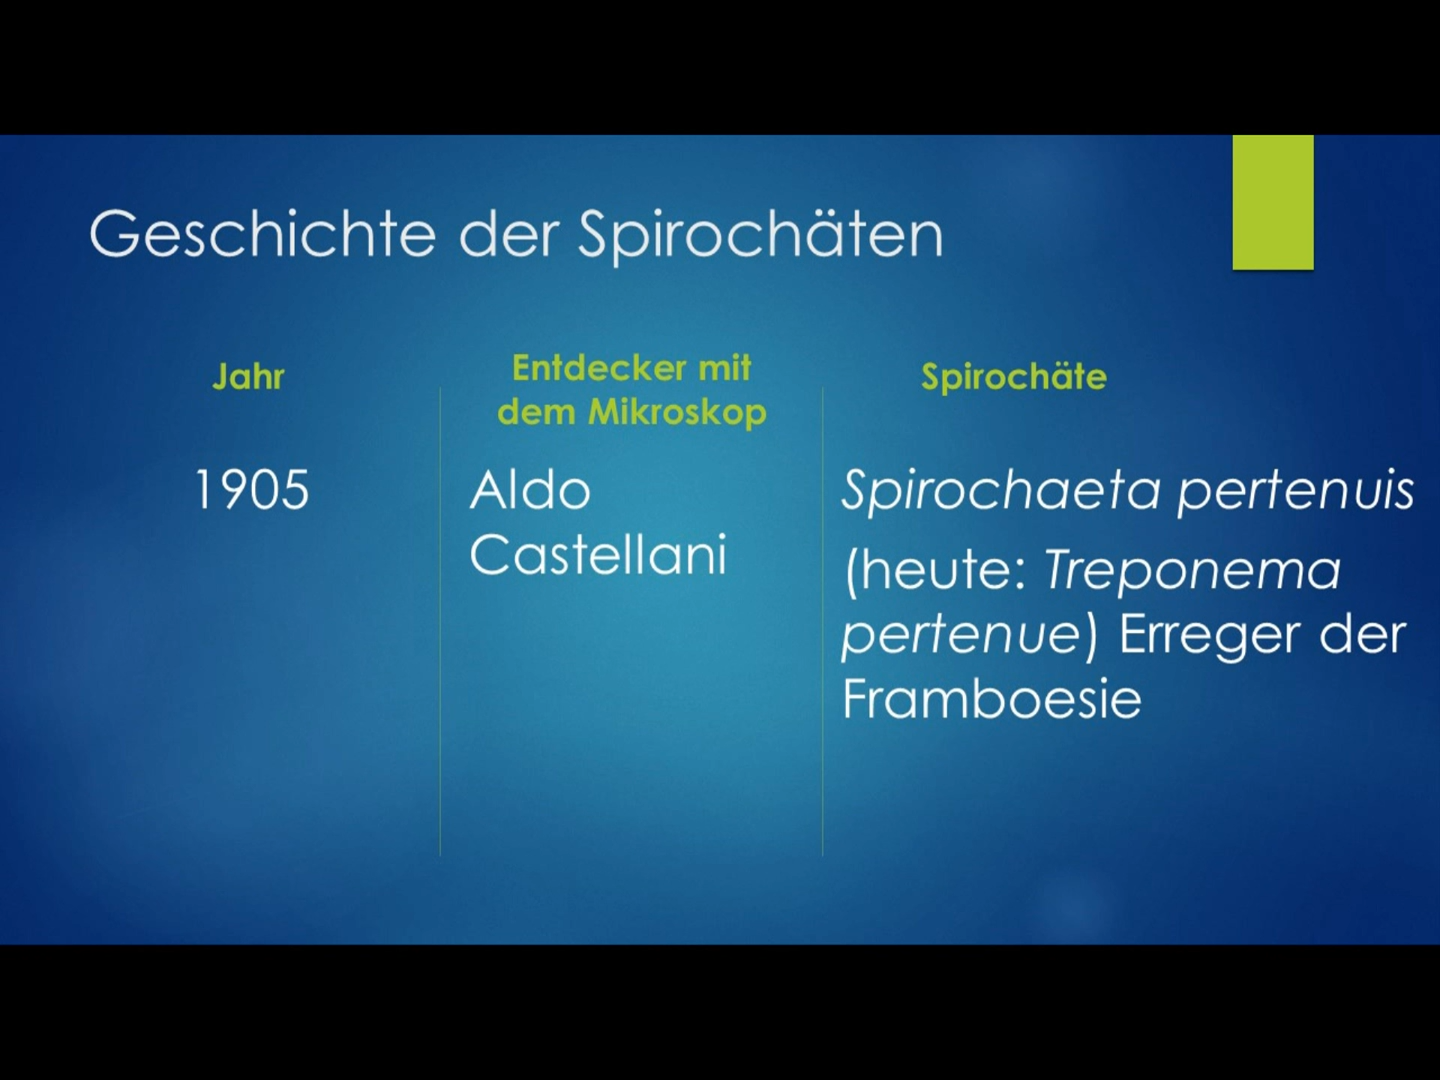 Geschichte der Spirochäten
Jahr
Entdecker mit
dem Mikroskop
Spirochäte
1905
Aldo
Castellani
Spirochaeta pertenuis
(heute: Treponema
pertenue) Erreger der
Framboesie